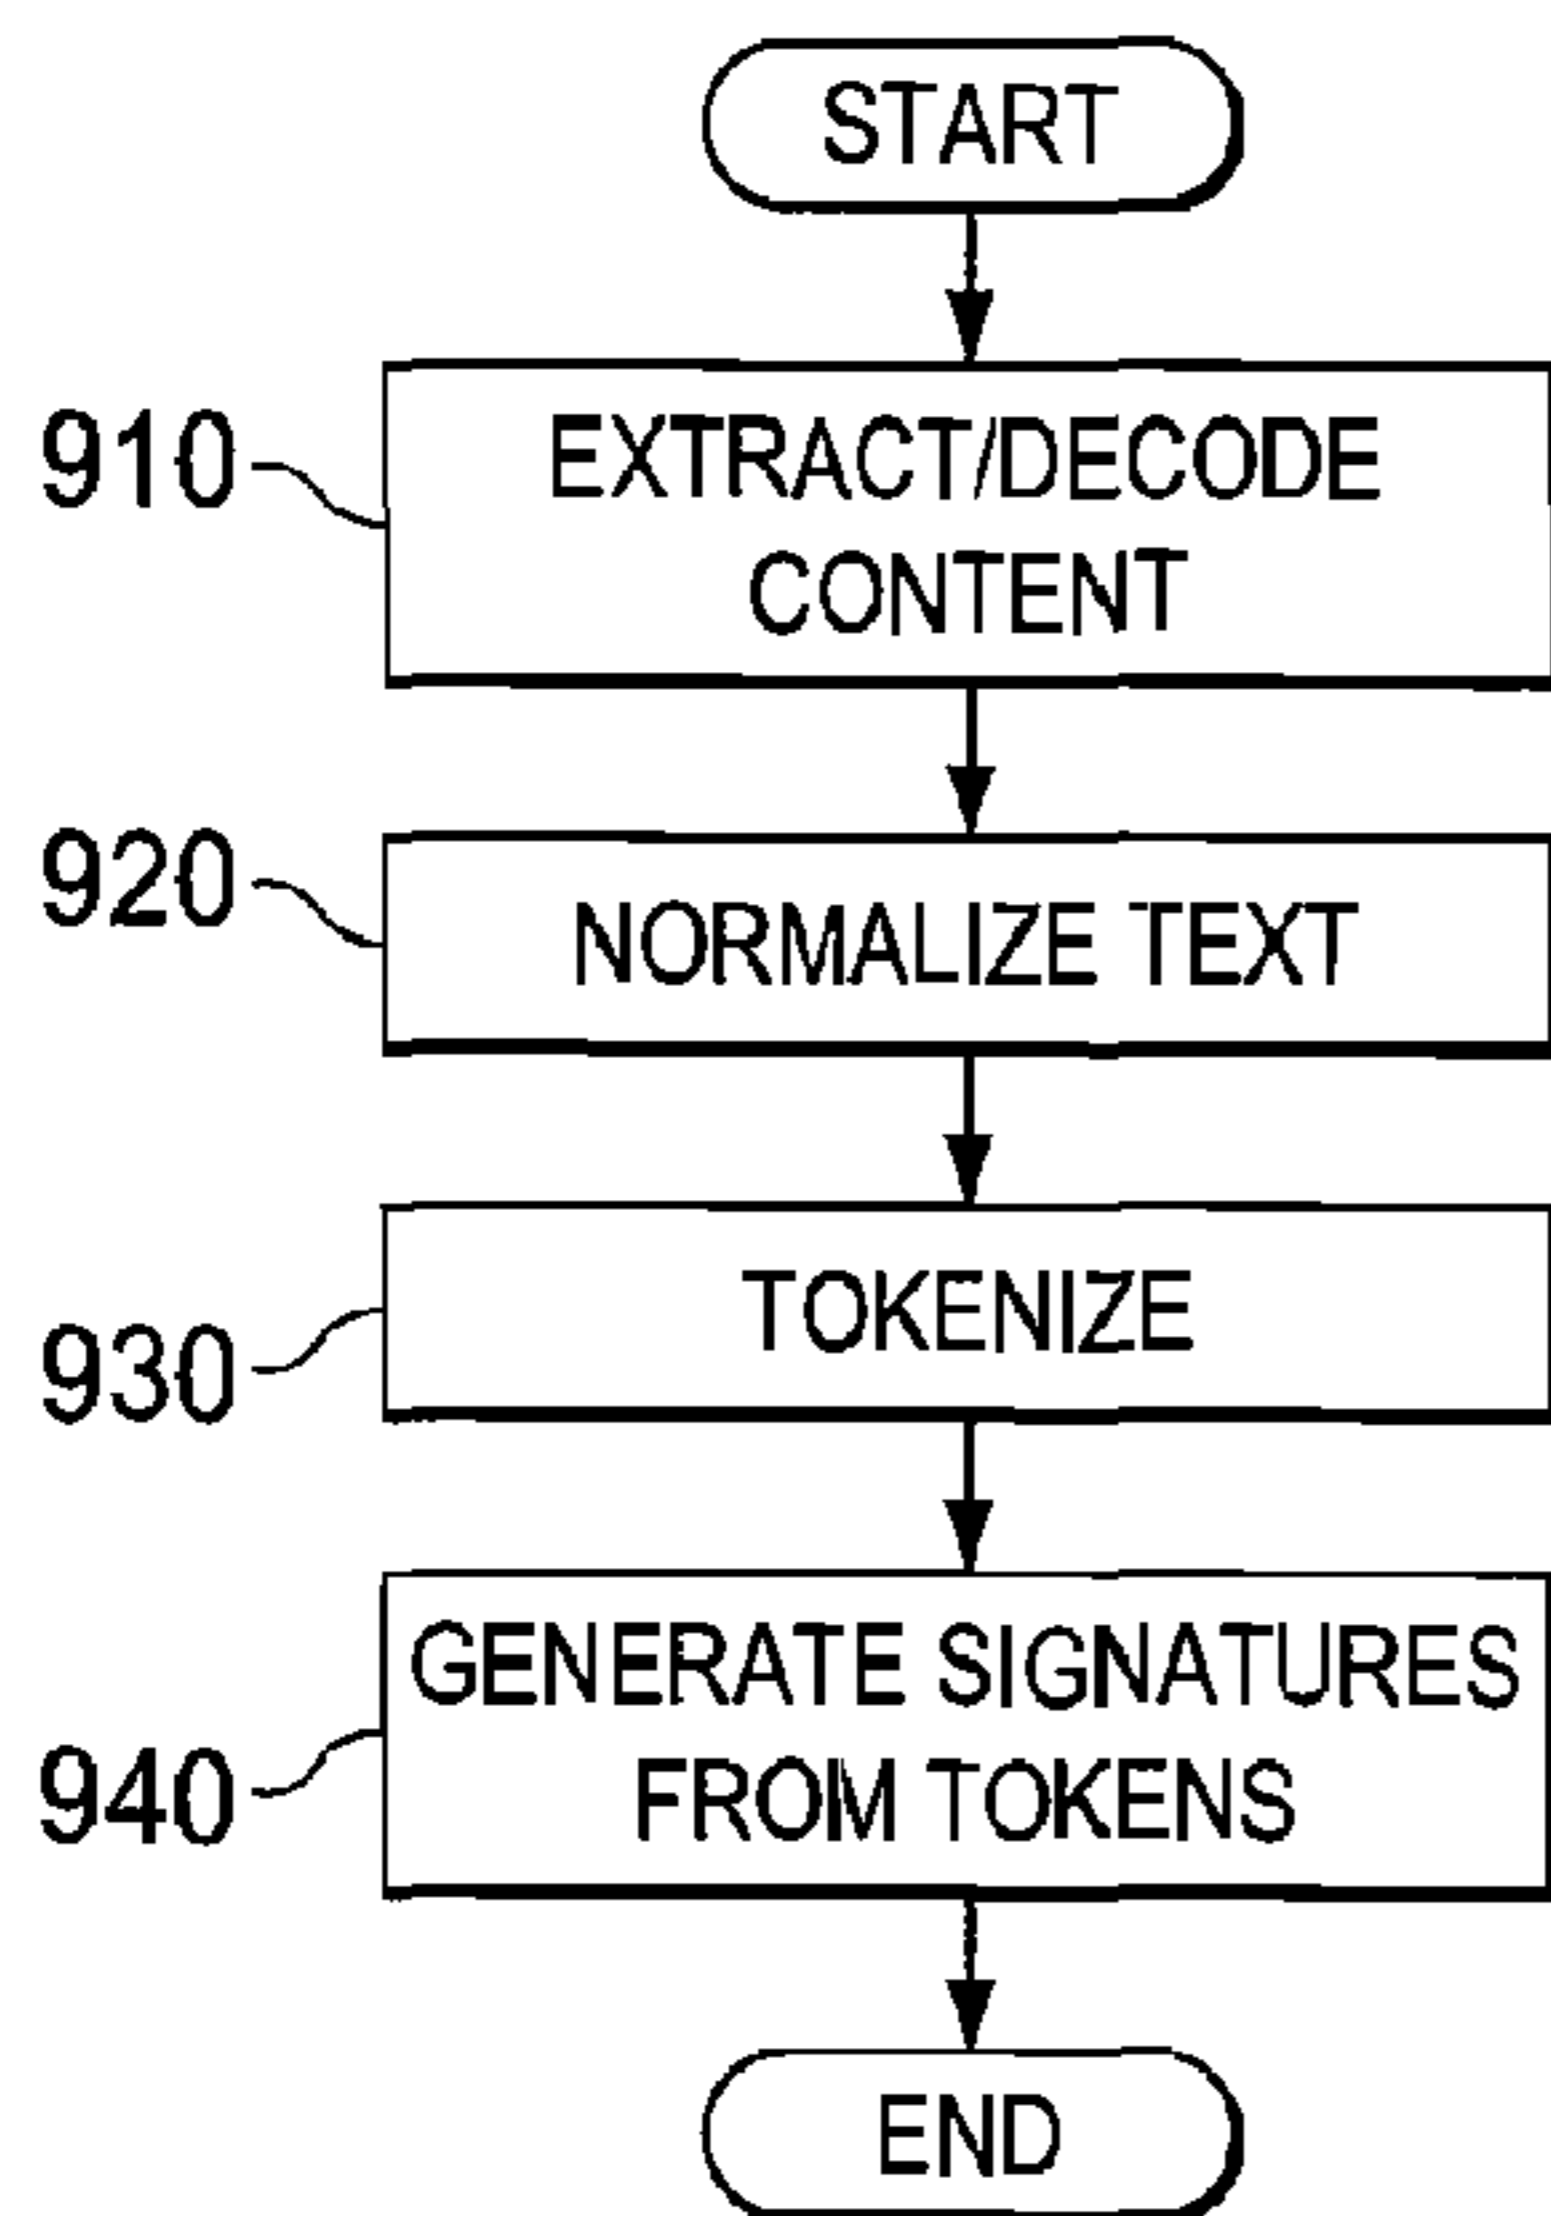 START
910
EXTRACT/DECODE
CONTENT
920
NORMALIZE TEXT
930
TOKENIZE
940
GENERATE SIGNATURES
FROM TOKENS
END